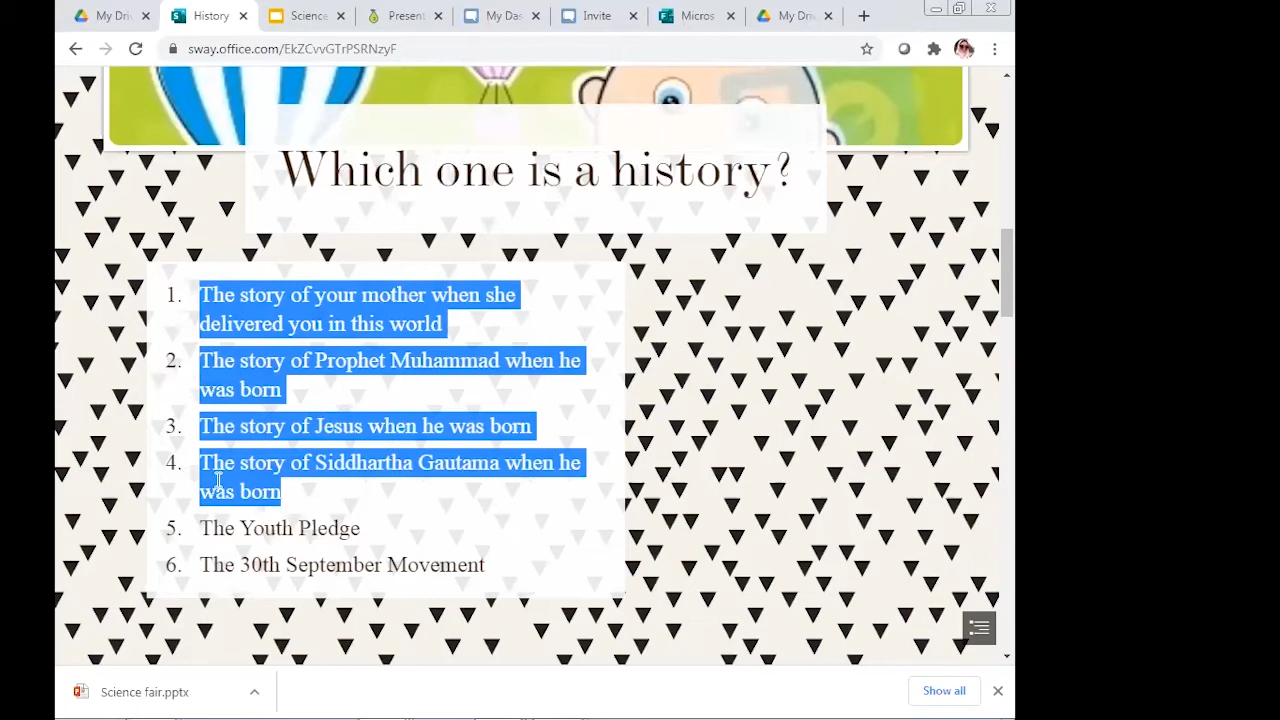 My Dri
History
Science
Present
My Das
Invite
Micros
My Driv
sway.office.com/EkZCvvGTrPSRNzyF
Which one is a history?
1. The story of your mother when she
delivered you in this world
2. The story of Prophet Muhammad when he
was born
3. The story of Jesus when he was born
4. The story of Siddhartha Gautama when he
was born
5. The Youth Pledge
6. The 30th September Movement
Science fair.pptx
Show all